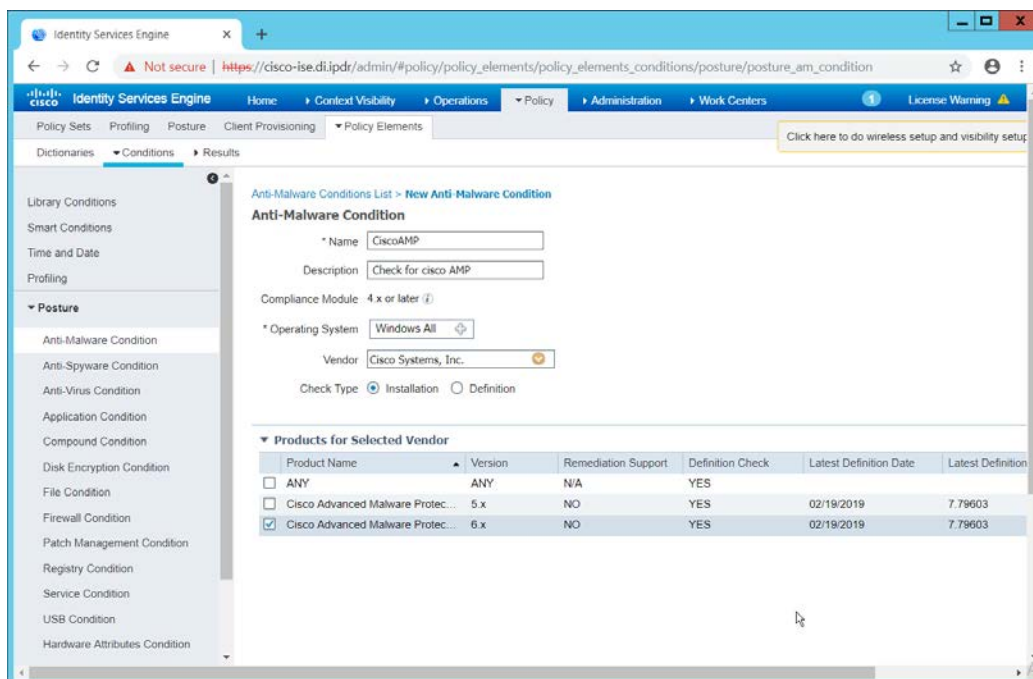 Identity Services Engine
Not secure | https://cisco-ise.di.ipdr/admin/#policy/policy_elements/policy_elements_conditions/posture/posture_am_condition
CISCO Identity Services Engine Home Context Visibility Operations Policy Administration Work Centers 1 License Warning
Policy Sets Profiling Posture Client Provisioning Policy Elements
Click here to do wireless setup and visibility setup
Dictionaries Conditions Results
Library Conditions
Smart Conditions
Time and Date
Profiling
Posture
Anti-Malware Condition
Anti-Spyware Condition
Anti-Virus Condition
Application Condition
Compound Condition
Disk Encryption Condition
File Condition
Firewall Condition
Patch Management Condition
Registry Condition
Service Condition
USB Condition
Hardware Attributes Condition
Anti-Malware Conditions List > New Anti-Malware Condition
Anti-Malware Condition
* Name CiscoAMP
Description Check for cisco AMP
Compliance Module 4.x or later
* Operating System Windows All
Vendor Cisco Systems, Inc.
Check Type Installation Definition
Products for Selected Vendor
Product Name Version Remediation Support Definition Check Latest Definition Date Latest Definition
ANY ANY N/A YES
Cisco Advanced Malware Protec... 5.x NO YES 02/19/2019 7.79603
Cisco Advanced Malware Protec... 6.x NO YES 02/19/2019 7.79603